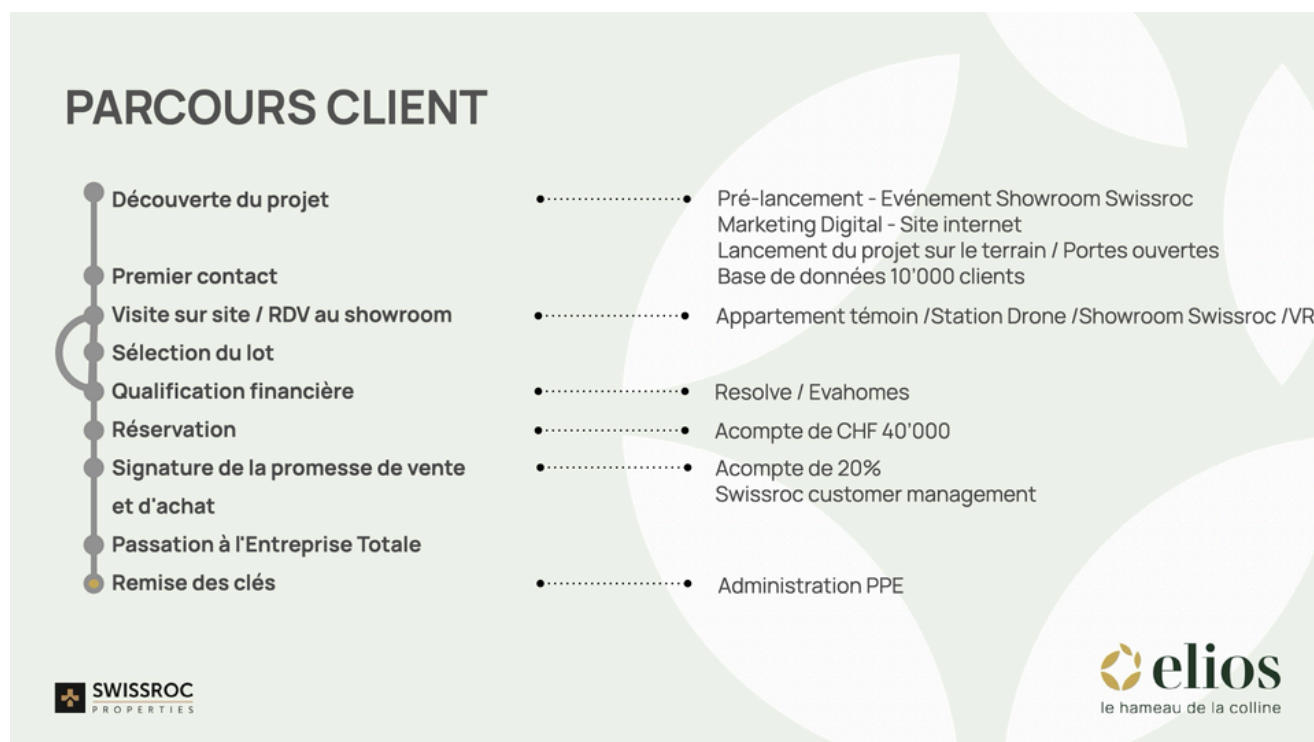 PARCOURS CLIENT
Découverte du projet
Pré-lancement - Evénement Showroom Swissroc
Marketing Digital - Site internet
Lancement du projet sur le terrain / Portes ouvertes
Base de données 10'000 clients
Premier contact
Visite sur site / RDV au showroom
Appartement témoin /Station Drone /Showroom Swissroc /VR
Sélection du lot
Qualification financière
Resolve / Evahomes
Réservation
Acompte de CHF 40'000
Signature de la promesse de vente
et d'achat
Acompte de 20%
Swissroc customer management
Passation à l'Entreprise Totale
Remise des clés
Administration PPE
SWISSROC
PROPERTIES
elios
le hameau de la colline